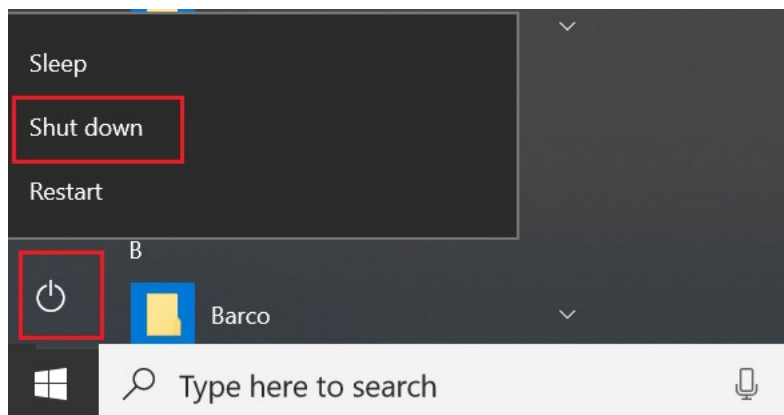 Sleep
Shut down
Restart
B
Barco
Type here to search